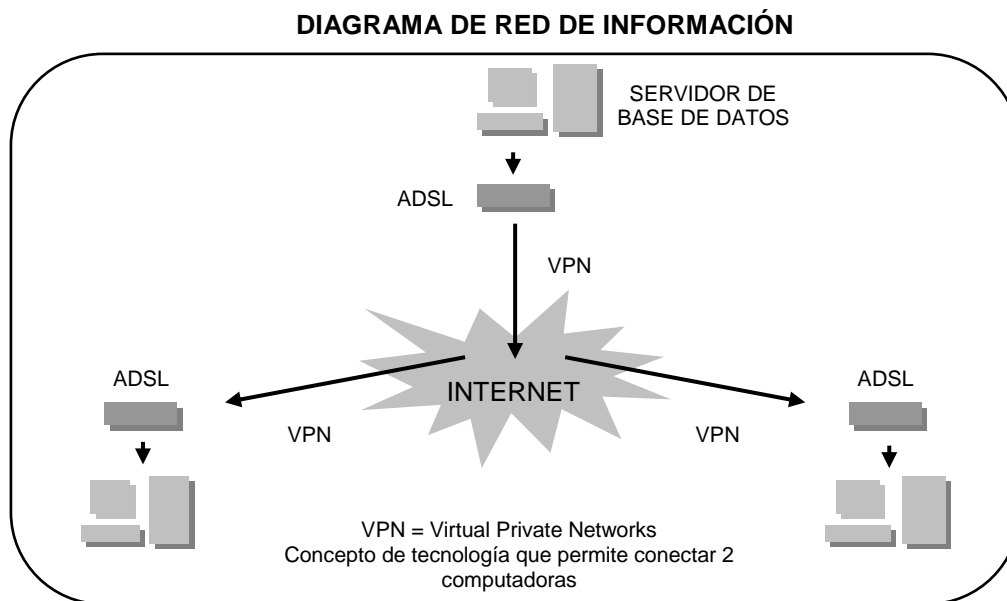 DIAGRAMA DE RED DE INFORMACIÓN
SERVIDOR DE
BASE DE DATOS
ADSL
VPN
INTERNET
ADSL
ADSL
VPN
VPN
VPN = Virtual Private Networks
Concepto de tecnología que permite conectar 2
computadoras